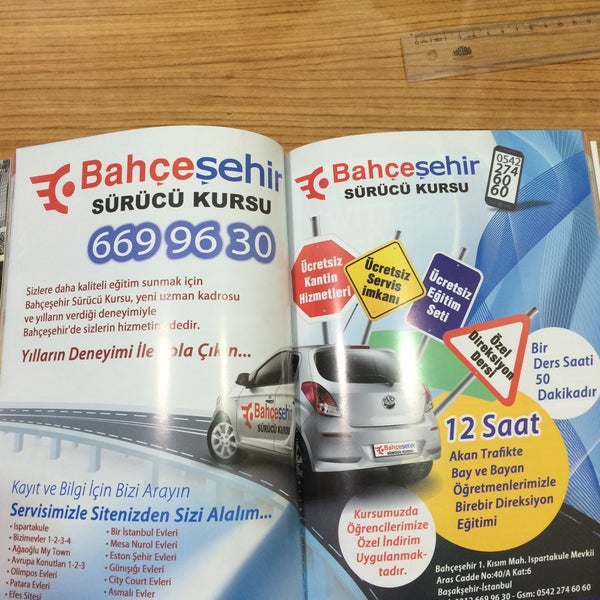 Bahçeşehir
SÜRÜCÜ KURSU
669 96 30
Sizlere daha kaliteli eğitim sunmak için
Bahçeşehir Sürücü Kursu, yeni uzman kadrosu
ve yılların verdiği deneyimiyle
Bahçeşehir'de sizlerin hizmetindedir.
Yılların Deneyimi İle Yola Çıkın...
Bahçeşehir
SÜRÜCÜ KURSU
Kayıt ve Bilgi İçin Bizi Arayın
Servisimizle Sitenizden Sizi Alalım...
• Ispartakule
• Bizimevler 1-2-3-4
• Ağaoğlu My Town
• Avrupa Konutları 1-2-3
• Olimpos Evleri
• Patara Evleri
• Efes Sitesi
• Bir İstanbul Evleri
• Mesa Nurol Evleri
• Eston Şehir Evleri
• Günışığı Evleri
• City Court Evleri
• Asmalı Evler
Bahçeşehir
SÜRÜCÜ KURSU
0542
274
60
60
Ücretsiz
Kantin
Hizmetleri
Ücretsiz
Servis
İmkanı
Ücretsiz
Eğitim
Seti
Özel
Direksiyon
Dersi
Bir
Ders Saati
50
Dakikadır
Bahçeşehir
SÜRÜCÜ KURSU
12 Saat
Akan Trafikte
Bay ve Bayan
Öğretmenlerimizle
Birebir Direksiyon
Eğitimi
Kursumuzda
Öğrencilerimize
Özel İndirim
Uygulanmak-
tadır.
Bahçeşehir 1. Kısım Mah. Ispartakule Mevkii
Aras Cadde No:40/A Kat:6
Başakşehir-İstanbul
669 96 30 - Gsm: 0542 274 60 60